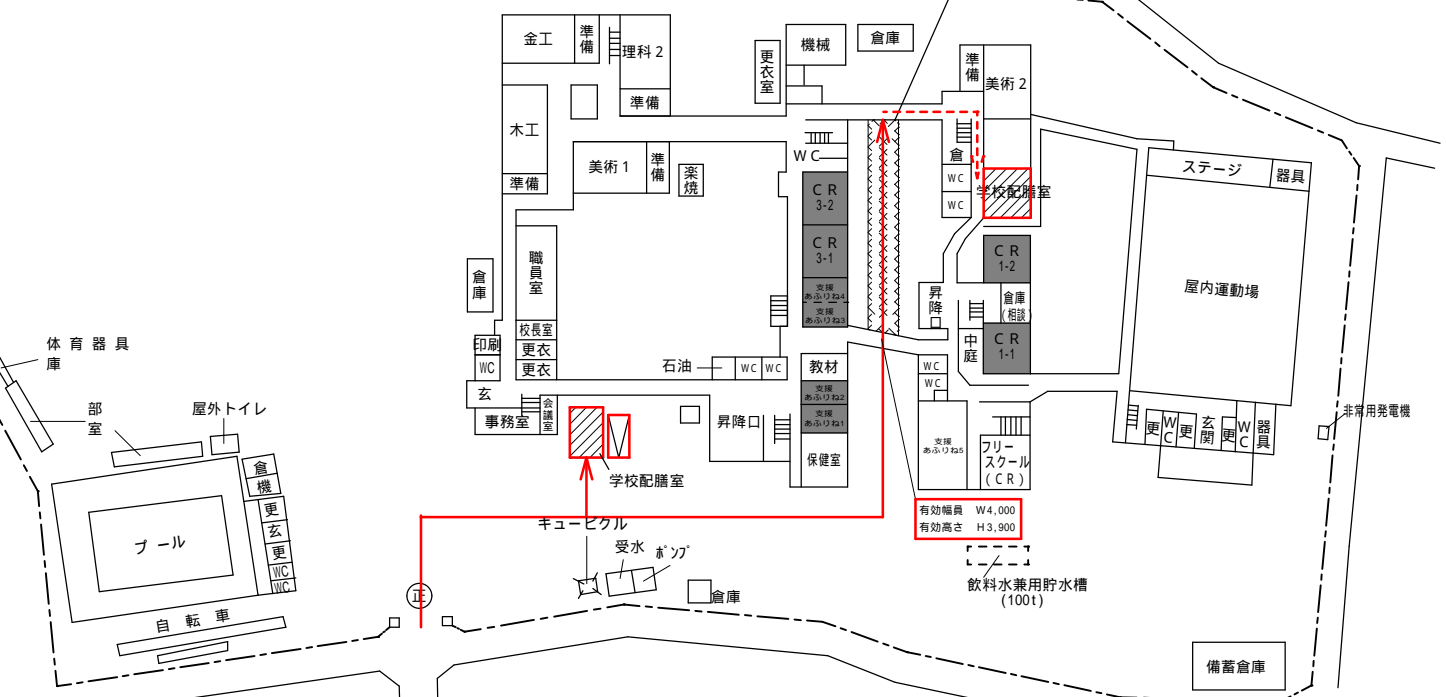 金工
準備
理科２
準備
更衣室
機械
倉庫
準備
美術２
木工
準備
美術１
準備
楽焼
ＷＣ
倉
WC
WC
学校配膳室
ステージ
器具
ＣＲ
3-2
ＣＲ
3-1
支援
あふりね4
支援
あふりね3
ＣＲ
1-2
倉庫
(相談)
ＣＲ
1-1
昇降
中庭
屋内運動場
倉庫
職員室
校長室
更衣
更衣
印刷
WC
玄
事務室
会議室
石油
WC
WC
教材
支援
あふりね2
支援
あふりね1
保健室
昇降口
WC
WC
支援
あふりね5
フリー
スクール
(ＣＲ)
更
WC
更
玄関
更
WC
器具
非常用発電機
体育器具
庫
部
室
屋外トイレ
倉
機
更
玄
更
WC
WC
プール
自転車
学校配膳室
キュービクル
受水
ポンプ
倉庫
正
有効幅員 W4,000
有効高さ H3,900
飲料水兼用貯水槽
(100t)
備蓄倉庫